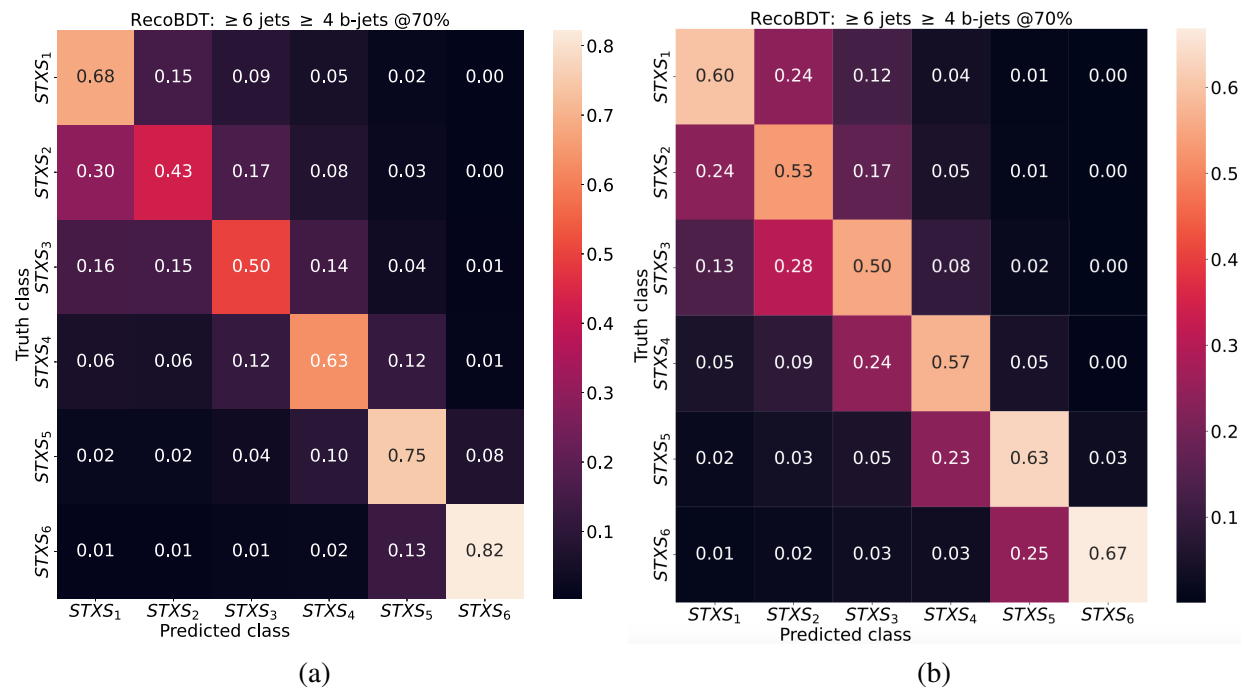 RecoBDT: ≥ 6 jets ≥ 4 b-jets @70%
Truth class
STXS₁ 0.68 0.15 0.09 0.05 0.02 0.00
STXS₂ 0.30 0.43 0.17 0.08 0.03 0.00
STXS₃ 0.16 0.15 0.50 0.14 0.04 0.01
STXS₄ 0.06 0.06 0.12 0.63 0.12 0.01
STXS₅ 0.02 0.02 0.04 0.10 0.75 0.08
STXS₆ 0.01 0.01 0.01 0.02 0.13 0.82
STXS₁ STXS₂ STXS₃ STXS₄ STXS₅ STXS₆
Predicted class
0.8
0.7
0.6
0.5
0.4
0.3
0.2
0.1
(a)
RecoBDT: ≥ 6 jets ≥ 4 b-jets @70%
Truth class
STXS₁ 0.60 0.24 0.12 0.04 0.01 0.00
STXS₂ 0.24 0.53 0.17 0.05 0.01 0.00
STXS₃ 0.13 0.28 0.50 0.08 0.02 0.00
STXS₄ 0.05 0.09 0.24 0.57 0.05 0.00
STXS₅ 0.02 0.03 0.05 0.23 0.63 0.03
STXS₆ 0.01 0.02 0.03 0.03 0.25 0.67
STXS₁ STXS₂ STXS₃ STXS₄ STXS₅ STXS₆
Predicted class
0.6
0.5
0.4
0.3
0.2
0.1
(b)